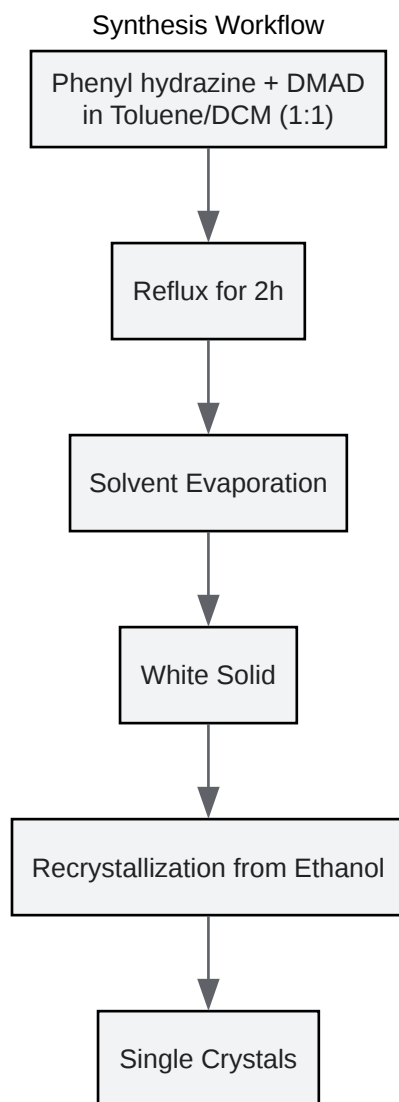 Synthesis Workflow
Phenyl hydrazine + DMAD
in Toluene/DCM (1:1)
Reflux for 2h
Solvent Evaporation
White Solid
Recrystallization from Ethanol
Single Crystals